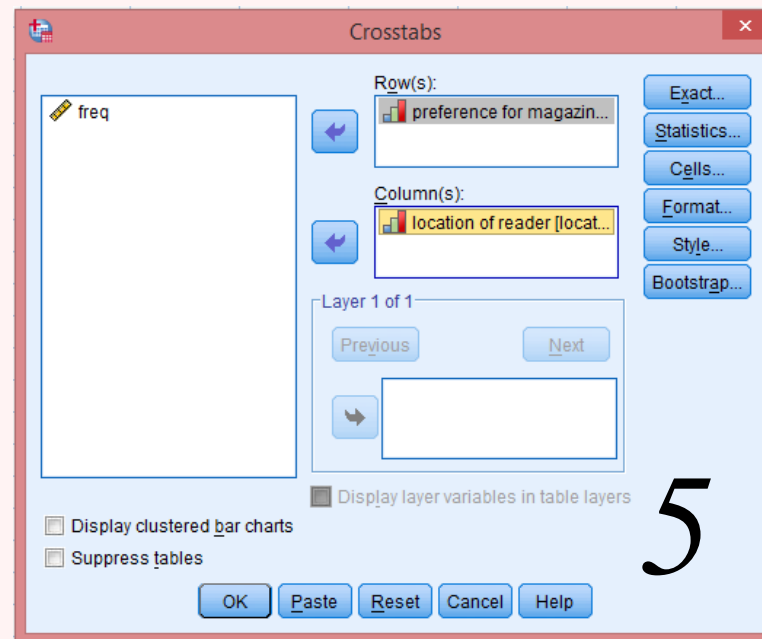 Crosstabs
Row(s):
freq
preference for magazin...
Column(s):
location of reader [locat...
Layer 1 of 1
Previous
Next
Display layer variables in table layers
Exact...
Statistics...
Cells...
Format...
Style...
Bootstrap...
Display clustered bar charts
Suppress tables
5
OK Paste Reset Cancel Help